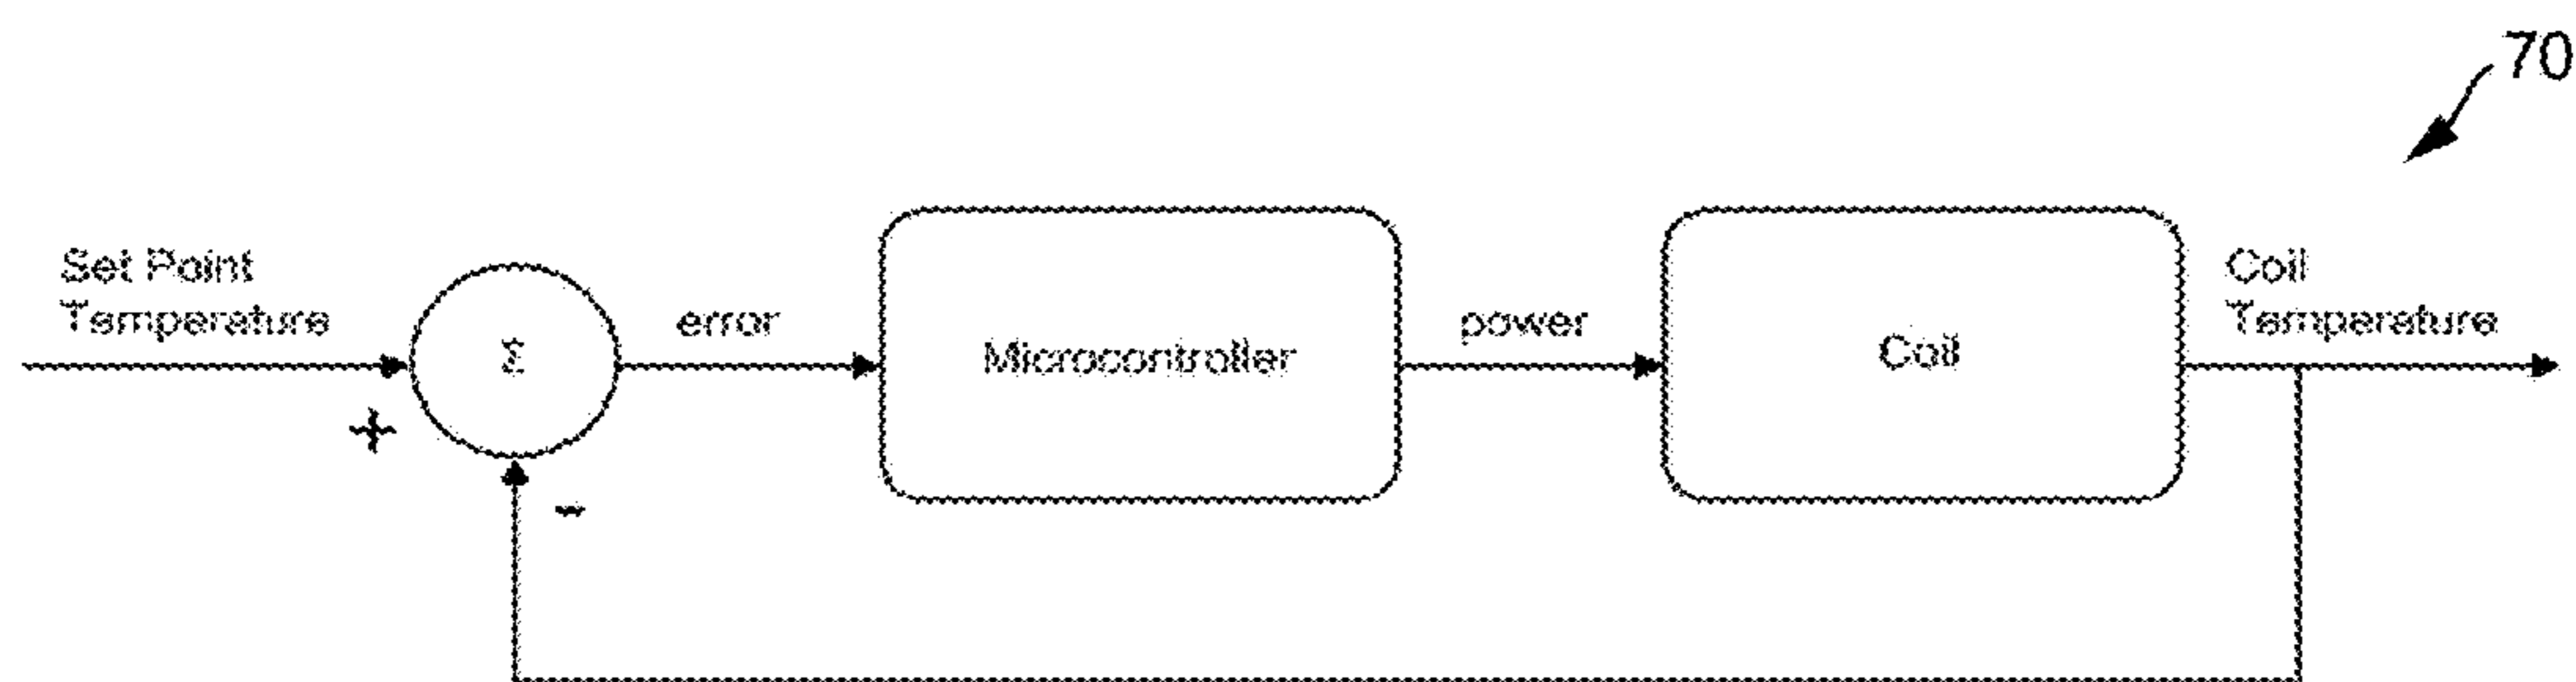 70
Set Point
Temperature
+
Σ
-
error
Microcontroller
power
Coil
Coil
Temperature